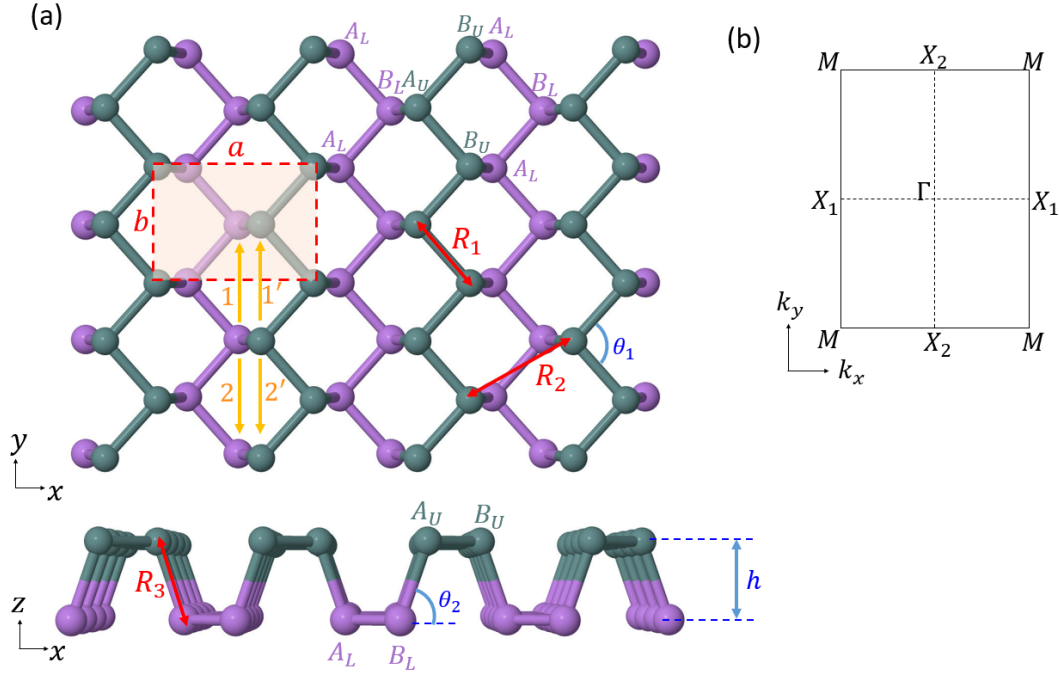 (a)
A_L B_U A_L
B_L A_U B_L
A_L B_U A_L
a
b
R_1
1 1′
θ_1
R_2
2 2′
y
x
A_U B_U
R_3
h
θ_2
z
x
A_L B_L
(b)
M X_2 M
X_1 Γ X_1
k_y
M X_2 M
k_x